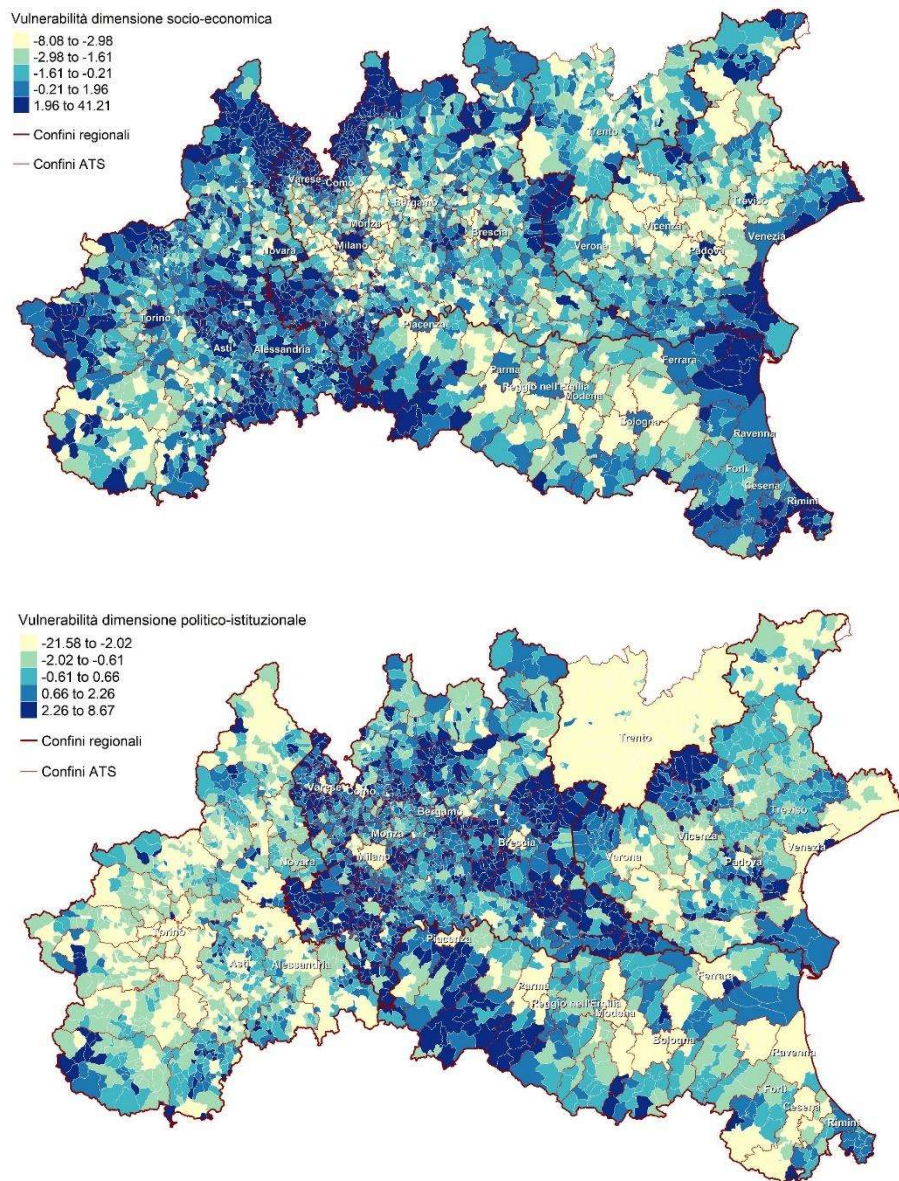 Vulnerabilità dimensione socio-economica
-8.08 to -2.98
-2.98 to -1.61
-1.61 to -0.21
-0.21 to 1.96
1.96 to 41.21
Confini regionali
Confini ATS
Trento
Varese Como
Bergamo
Treviso
Monza
Vicenza
Brescia
Venezia
Novara
Milano
Verona
Padova
Torino
Piacenza
Asti
Alessandria
Ferrara
Parma
Reggio nell'Emilia
Modena
Bologna
Ravenna
Forlì
Cesena
Rimini
Vulnerabilità dimensione politico-istituzionale
-21.58 to -2.02
-2.02 to -0.61
-0.61 to 0.66
0.66 to 2.26
2.26 to 8.67
Confini regionali
Confini ATS
Trento
Varese Como
Bergamo
Treviso
Monza
Vicenza
Brescia
Venezia
Novara
Milano
Verona
Padova
Torino
Piacenza
Asti
Alessandria
Ferrara
Parma
Reggio nell'Emilia
Modena
Bologna
Ravenna
Forlì
Cesena
Rimini